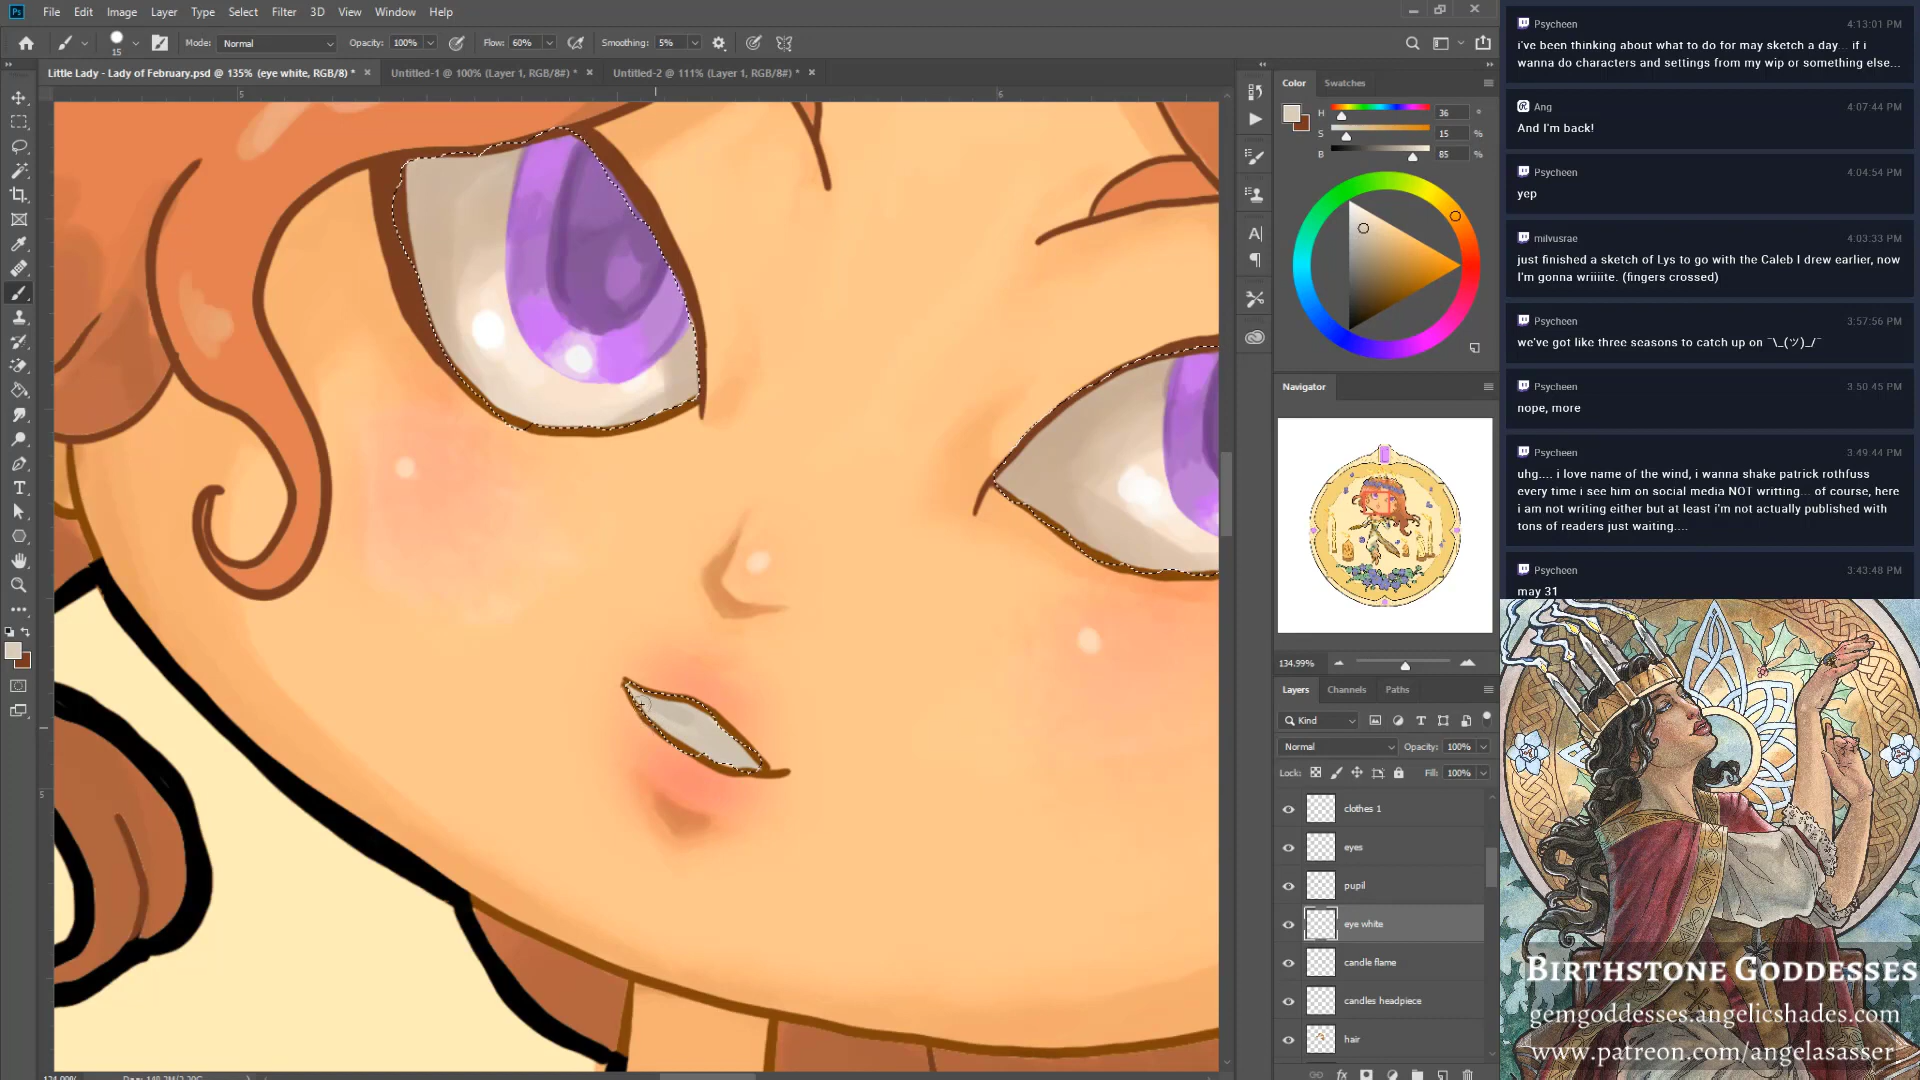 Ps File Edit Image Layer Type Select Filter 3D View Window Help
15 Mode: Normal Opacity: 100% Flow: 60% Smoothing: 5%
Little Lady - Lady of February.psd @ 135% (eye white, RGB/8) * × Untitled-1 @ 100% (Layer 1, RGB/8#) * × Untitled-2 @ 111% (Layer 1, RGB/8#) * ×
5 6
5
Color Swatches
H 36 °
S 15 %
B 85 %
Navigator
134.99%
Layers Channels Paths
Kind
Normal Opacity: 100%
Lock: Fill: 100%
clothes 1
eyes
pupil
eye white
candle flame
candles headpiece
hair
Psycheen 4:13:01 PM
i've been thinking about what to do for may sketch a day... if i
wanna do characters and settings from my wip or something else...
Ang 4:07:44 PM
And I'm back!
Psycheen 4:04:54 PM
yep
milvusrae 4:03:33 PM
just finished a sketch of Lys to go with the Caleb I drew earlier, now
I'm gonna wriiiite. (fingers crossed)
Psycheen 3:57:56 PM
we've got like three seasons to catch up on ¯\_(ツ)_/¯
Psycheen 3:50:45 PM
nope, more
Psycheen 3:49:44 PM
uhg.... i love name of the wind, i wanna shake patrick rothfuss
every time i see him on social media NOT writting... of course, here
i am not writing either but at least i'm not actually published with
tons of readers just waiting....
Psycheen 3:43:48 PM
may 31
Birthstone Goddesses
gemgoddesses.angelicshades.com
www.patreon.com/angelasasser